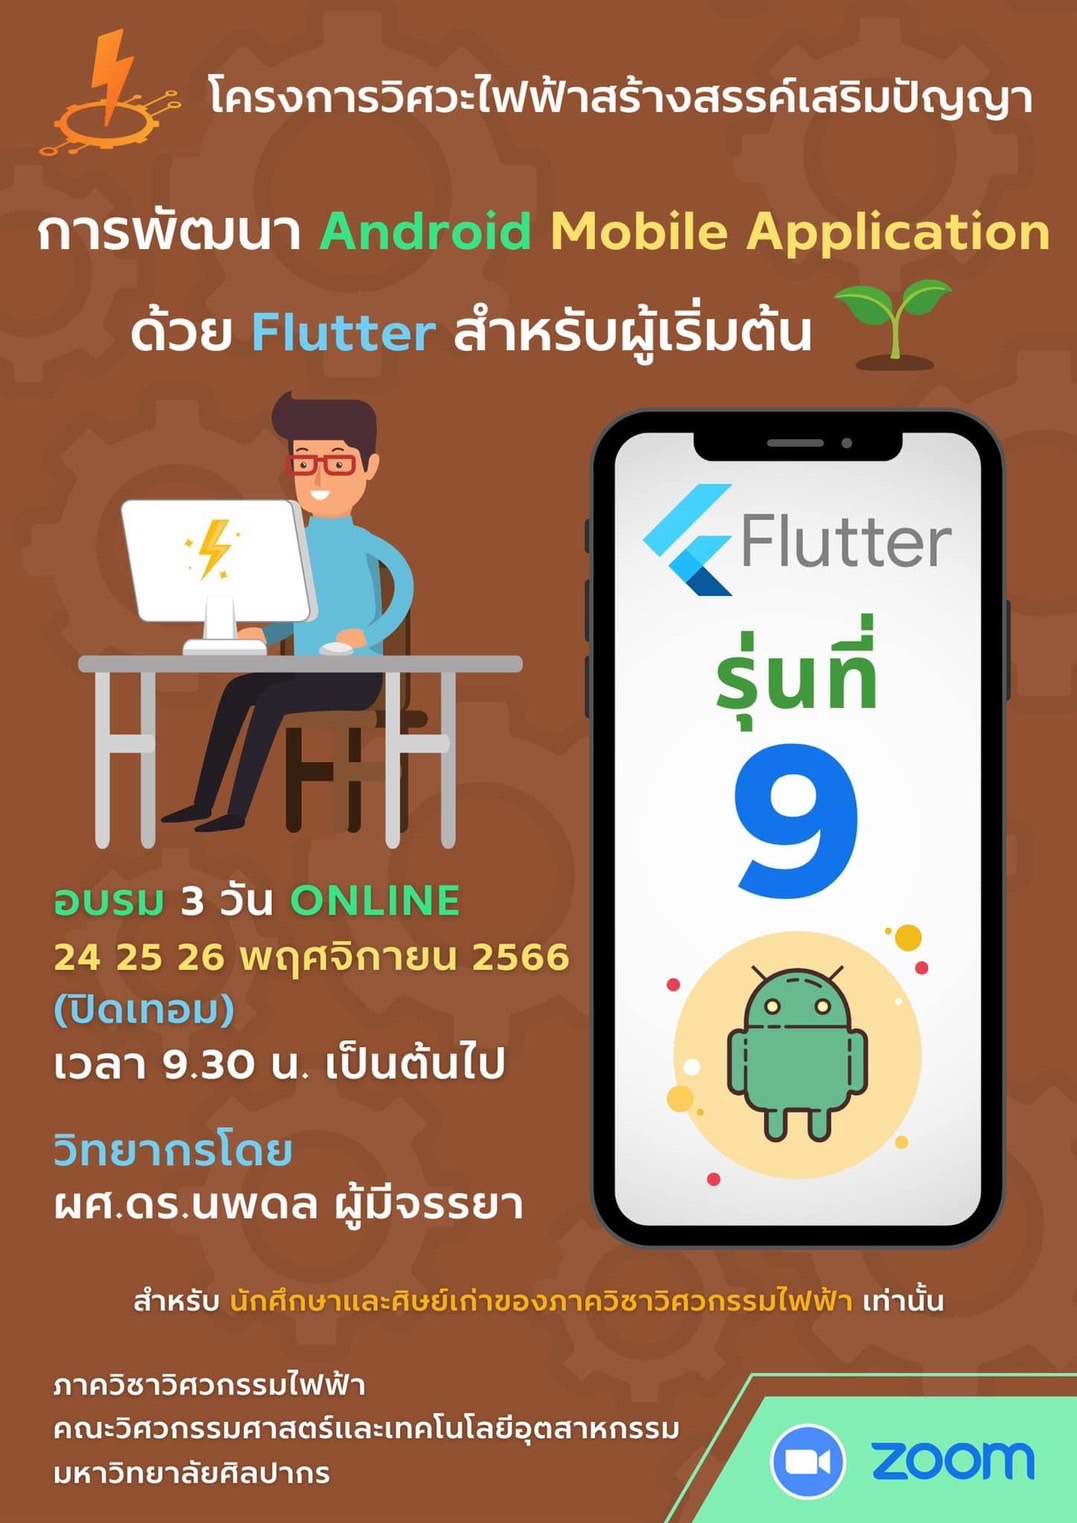 โครงการวิศวะไฟฟ้าสร้างสรรค์เสริมปัญญา
การพัฒนา Android Mobile Application
ด้วย Flutter สำหรับผู้เริ่มต้น
Flutter
รุ่นที่
9
อบรม 3 วัน ONLINE
24 25 26 พฤศจิกายน 2566
(ปิดเทอม)
เวลา 9.30 น. เป็นต้นไป
วิทยากรโดย
ผศ.ดร.นพดล ผู้มีจรรยา
สำหรับ นักศึกษาและศิษย์เก่าของภาควิชาวิศวกรรมไฟฟ้า เท่านั้น
ภาควิชาวิศวกรรมไฟฟ้า
คณะวิศวกรรมศาสตร์และเทคโนโลยีอุตสาหกรรม
มหาวิทยาลัยศิลปากร
zoom